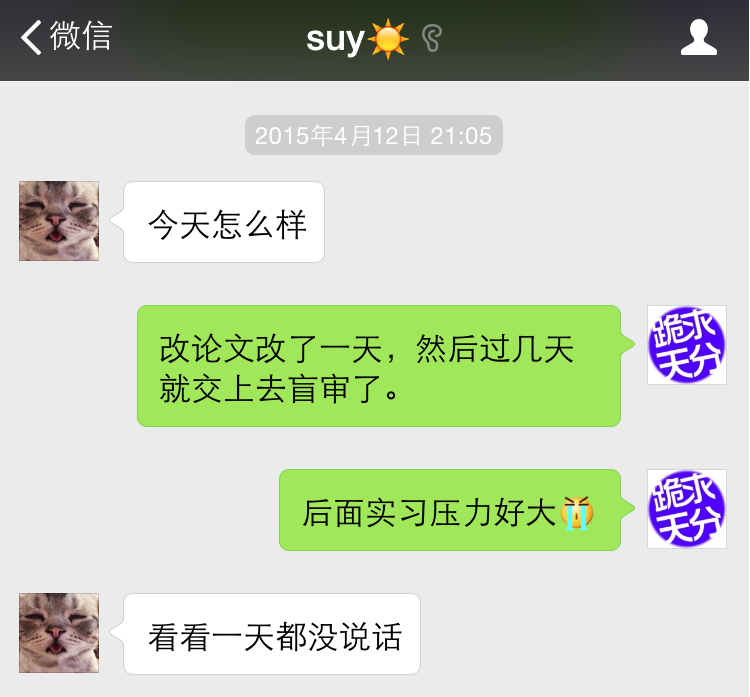 微信
suy☀️
2015年4月12日 21:05
今天怎么样
改论文改了一天，然后过几天
就交上去盲审了。
跪求
天分
后面实习压力好大😭
跪求
天分
看看一天都没说话